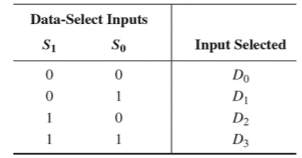 Data-Select Inputs
S₁ S₀ Input Selected
0 0 D₀
0 1 D₁
1 0 D₂
1 1 D₃